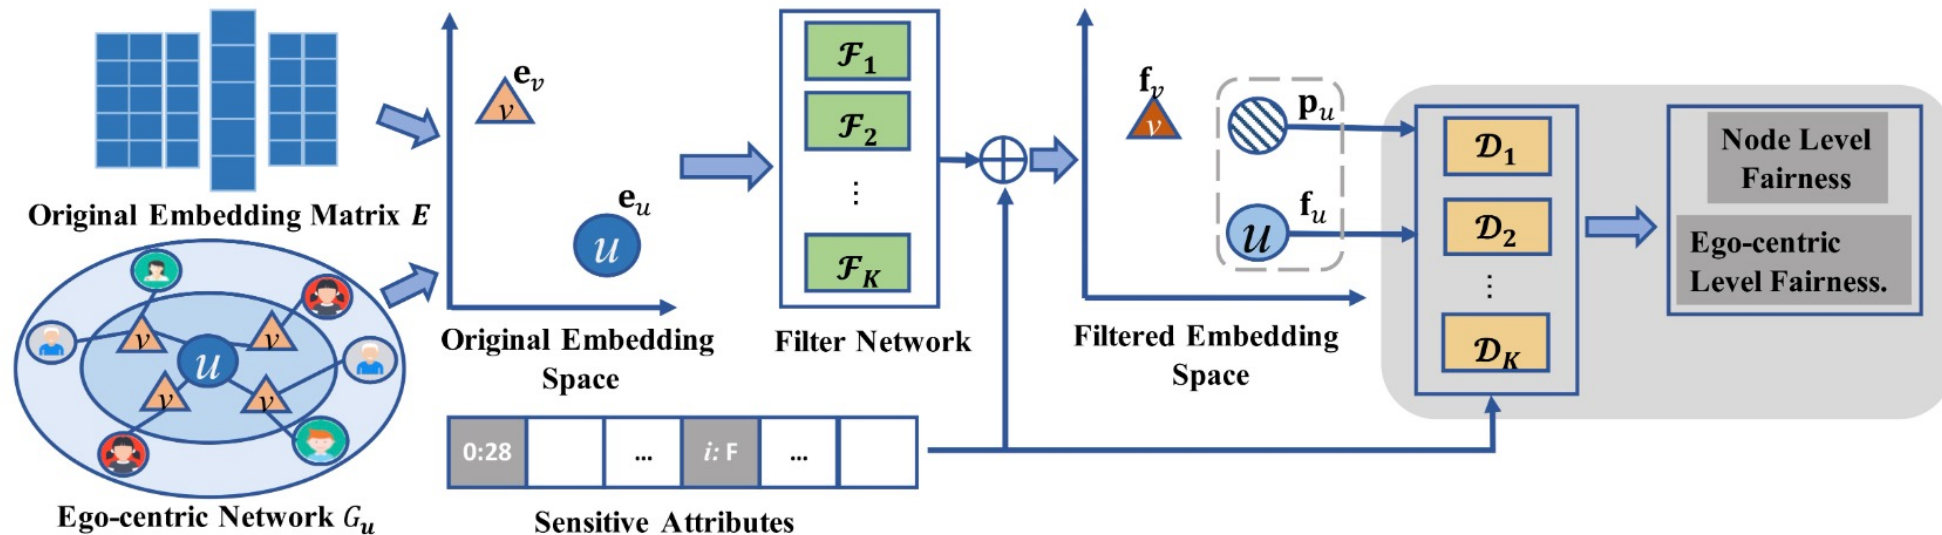 Original Embedding Matrix E
v
v
v
v
u
Ego-centric Network G_u
e_v
v
e_u
u
Original Embedding
Space
F_1
F_2
⋮
F_K
Filter Network
0:28
...
i: F
...
Sensitive Attributes
f_v
v
p_u
f_u
u
Filtered Embedding
Space
D_1
D_2
⋮
D_K
Node Level
Fairness
Ego-centric
Level Fairness.